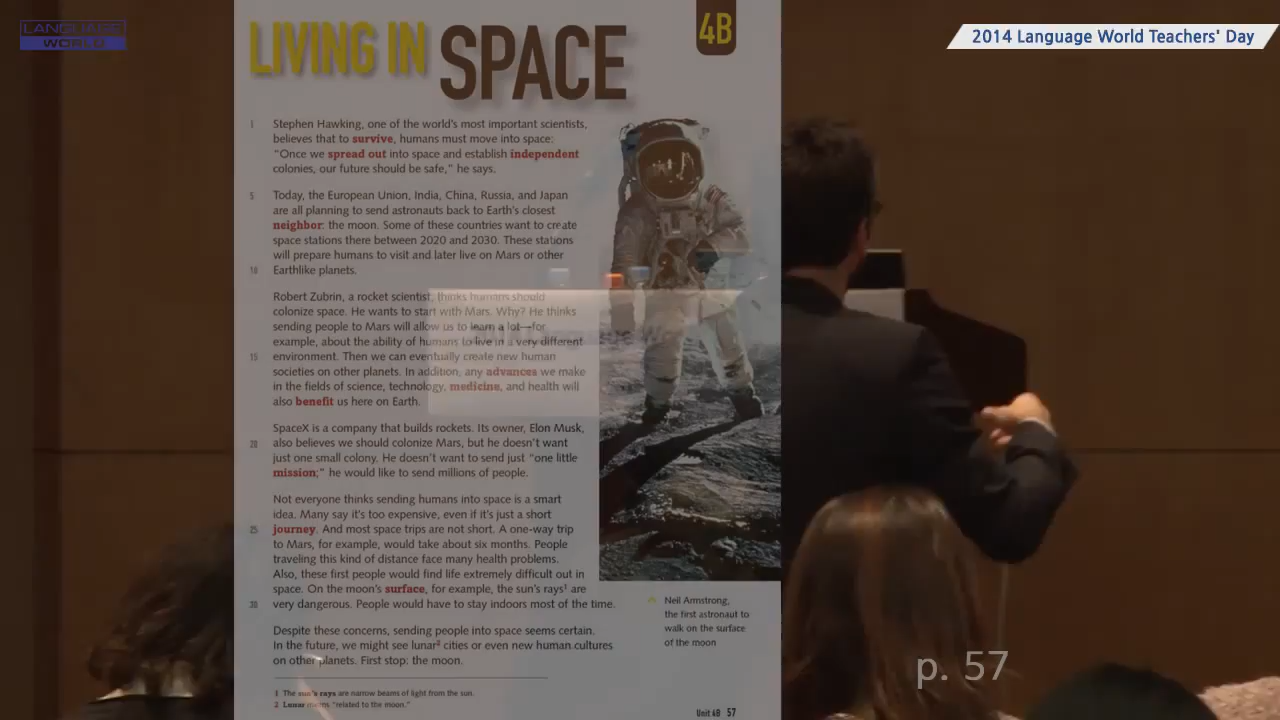 LANGUAGE
WORLD
2014 Language World Teachers' Day
LIVING IN SPACE
4B
1 Stephen Hawking, one of the world's most important scientists,
believes that to survive, humans must move into space:
"Once we spread out into space and establish independent
colonies, our future should be safe," he says.
5 Today, the European Union, India, China, Russia, and Japan
are all planning to send astronauts back to Earth's closest
neighbor: the moon. Some of these countries want to create
space stations there between 2020 and 2030. These stations
will prepare humans to visit and later live on Mars or other
10 Earthlike planets.
Robert Zubrin, a rocket scientist, thinks humans should
colonize space. He wants to start with Mars. Why? He thinks
sending people to Mars will allow us to learn a lot—for
example, about the ability of humans to live in a very different
15 environment. Then we can eventually create new human
societies on other planets. In addition, any advances we make
in the fields of science, technology, medicine, and health will
also benefit us here on Earth.
SpaceX is a company that builds rockets. Its owner, Elon Musk,
20 also believes we should colonize Mars, but he doesn't want
just one small colony. He doesn't want to send just "one little
mission;" he would like to send millions of people.
Not everyone thinks sending humans into space is a smart
idea. Many say it's too expensive, even if it's just a short
25 journey. And most space trips are not short. A one-way trip
to Mars, for example, would take about six months. People
traveling this kind of distance face many health problems.
Also, these first people would find life extremely difficult out in
space. On the moon's surface, for example, the sun's rays¹ are
30 very dangerous. People would have to stay indoors most of the time.
Despite these concerns, sending people into space seems certain.
In the future, we might see lunar² cities or even new human cultures
on other planets. First stop: the moon.
1 The sun's rays are narrow beams of light from the sun.
2 Lunar means "related to the moon."
Neil Armstrong,
the first astronaut to
walk on the surface
of the moon
Unit 6B 57
p. 57